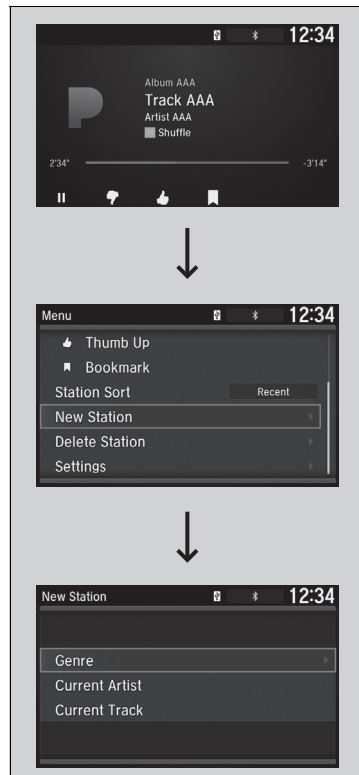 12:34
Album AAA
Track AAA
Artist AAA
Shuffle
2'34"
-3'14"
Menu 12:34
Thumb Up
Bookmark
Station Sort Recent
New Station
Delete Station
Settings
New Station 12:34
Genre
Current Artist
Current Track